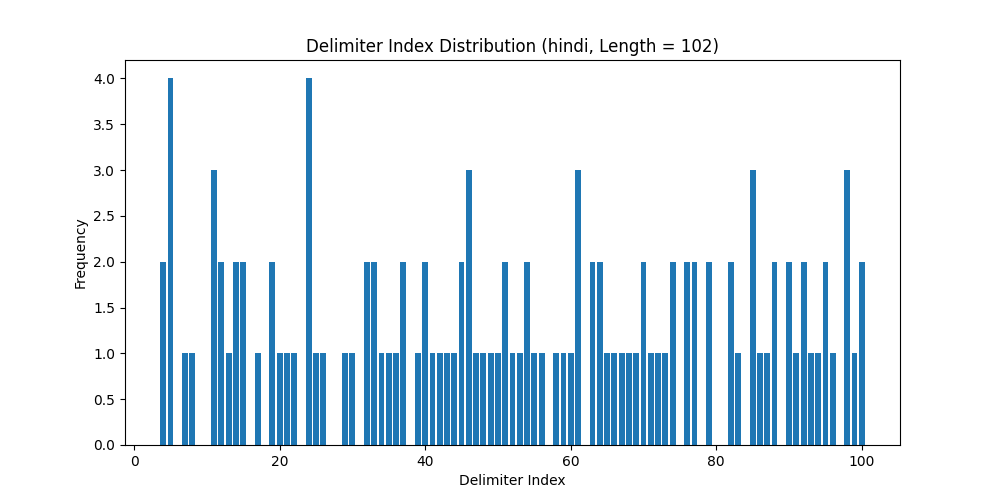 Delimiter Index Distribution (hindi, Length = 102)
4.0
3.5
3.0
2.5
2.0
1.5
1.0
0.5
0.0
Frequency
0 20 40 60 80 100
Delimiter Index